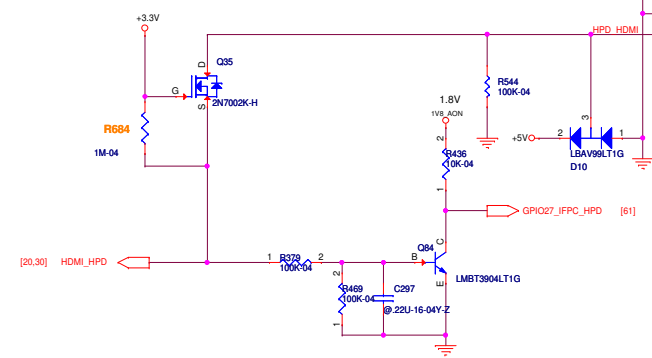 +3.3V
HPD_HDMI
D
Q35
G
S
2N7002K-H
R544
100K-04
1.8V
1V8_AON
3
R684
1M-04
+5V
2
1
LBAV99LT1G
D10
2
R436
10K-04
1
GPIO27_IFPC_HPD [61]
C
Q84
[20,30] HDMI_HPD
1
R379
2
100K-04
B
E
LMBT3904LT1G
2
R469
100K-04
1
C297
@.22U-16-04Y-Z